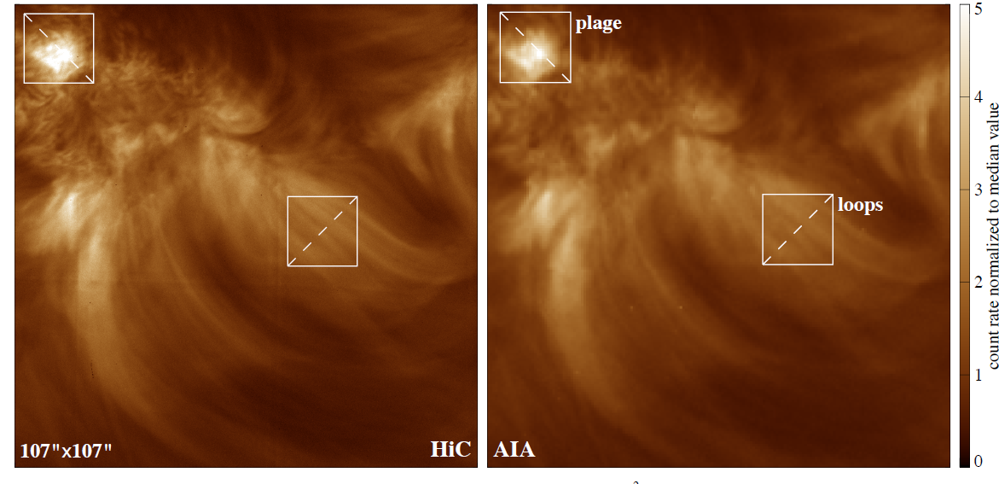 plage
loops
107"x107"
HiC
AIA
5
4
3
2
1
0
count rate normalized to median value